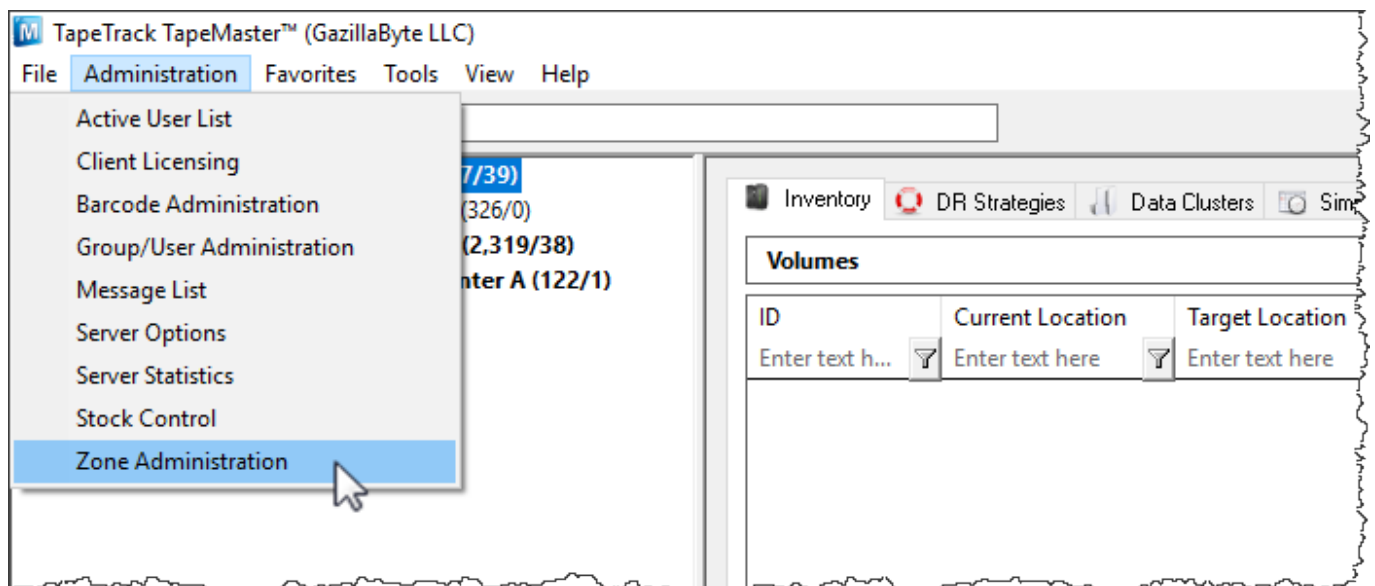 TapeTrack TapeMaster™ (GazillaByte LLC)
File Administration Favorites Tools View Help
Active User List
Client Licensing
Barcode Administration
Group/User Administration
Message List
Server Options
Server Statistics
Stock Control
Zone Administration
7/39)
(326/0)
(2,319/38)
nter A (122/1)
Inventory DR Strategies Data Clusters Sim
Volumes
ID Current Location Target Location
Enter text h... Enter text here Enter text here